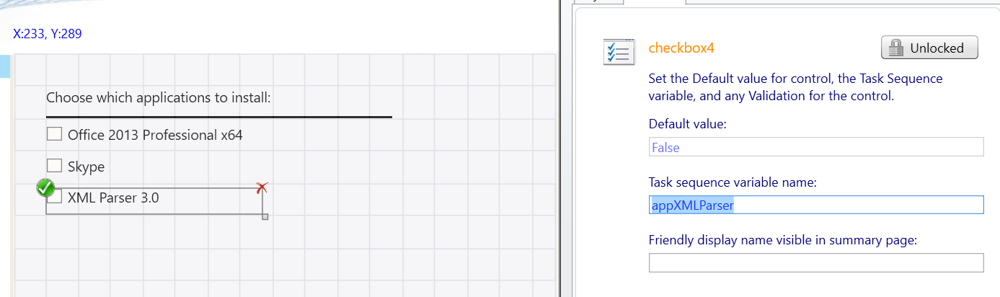 X:233, Y:289
Choose which applications to install:
Office 2013 Professional x64
Skype
XML Parser 3.0
checkbox4
Unlocked
Set the Default value for control, the Task Sequence
variable, and any Validation for the control.
Default value:
False
Task sequence variable name:
appXMLParser
Friendly display name visible in summary page: